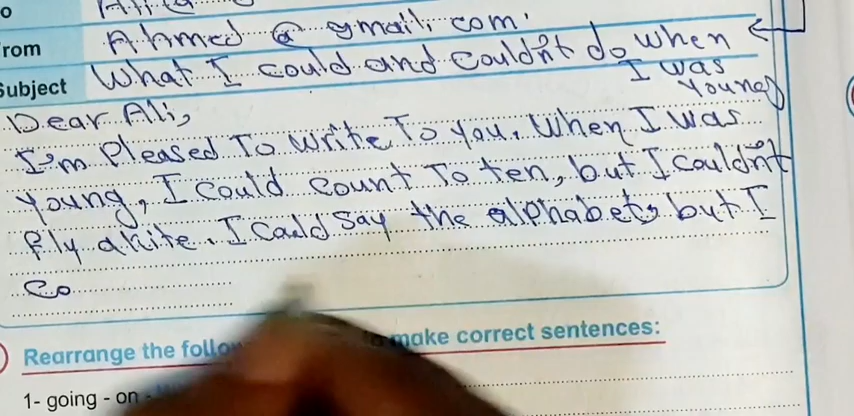 o
rom Ahmed @ gmail. com.
Subject What I could and couldn't do when
I was
young
Dear Ali,
I'm pleased To write To you. When I was
young, I could count To ten, but I couldn't
fly a kite. I could say the alphabet, but I
co
Rearrange the follo make correct sentences:
1- going - on -